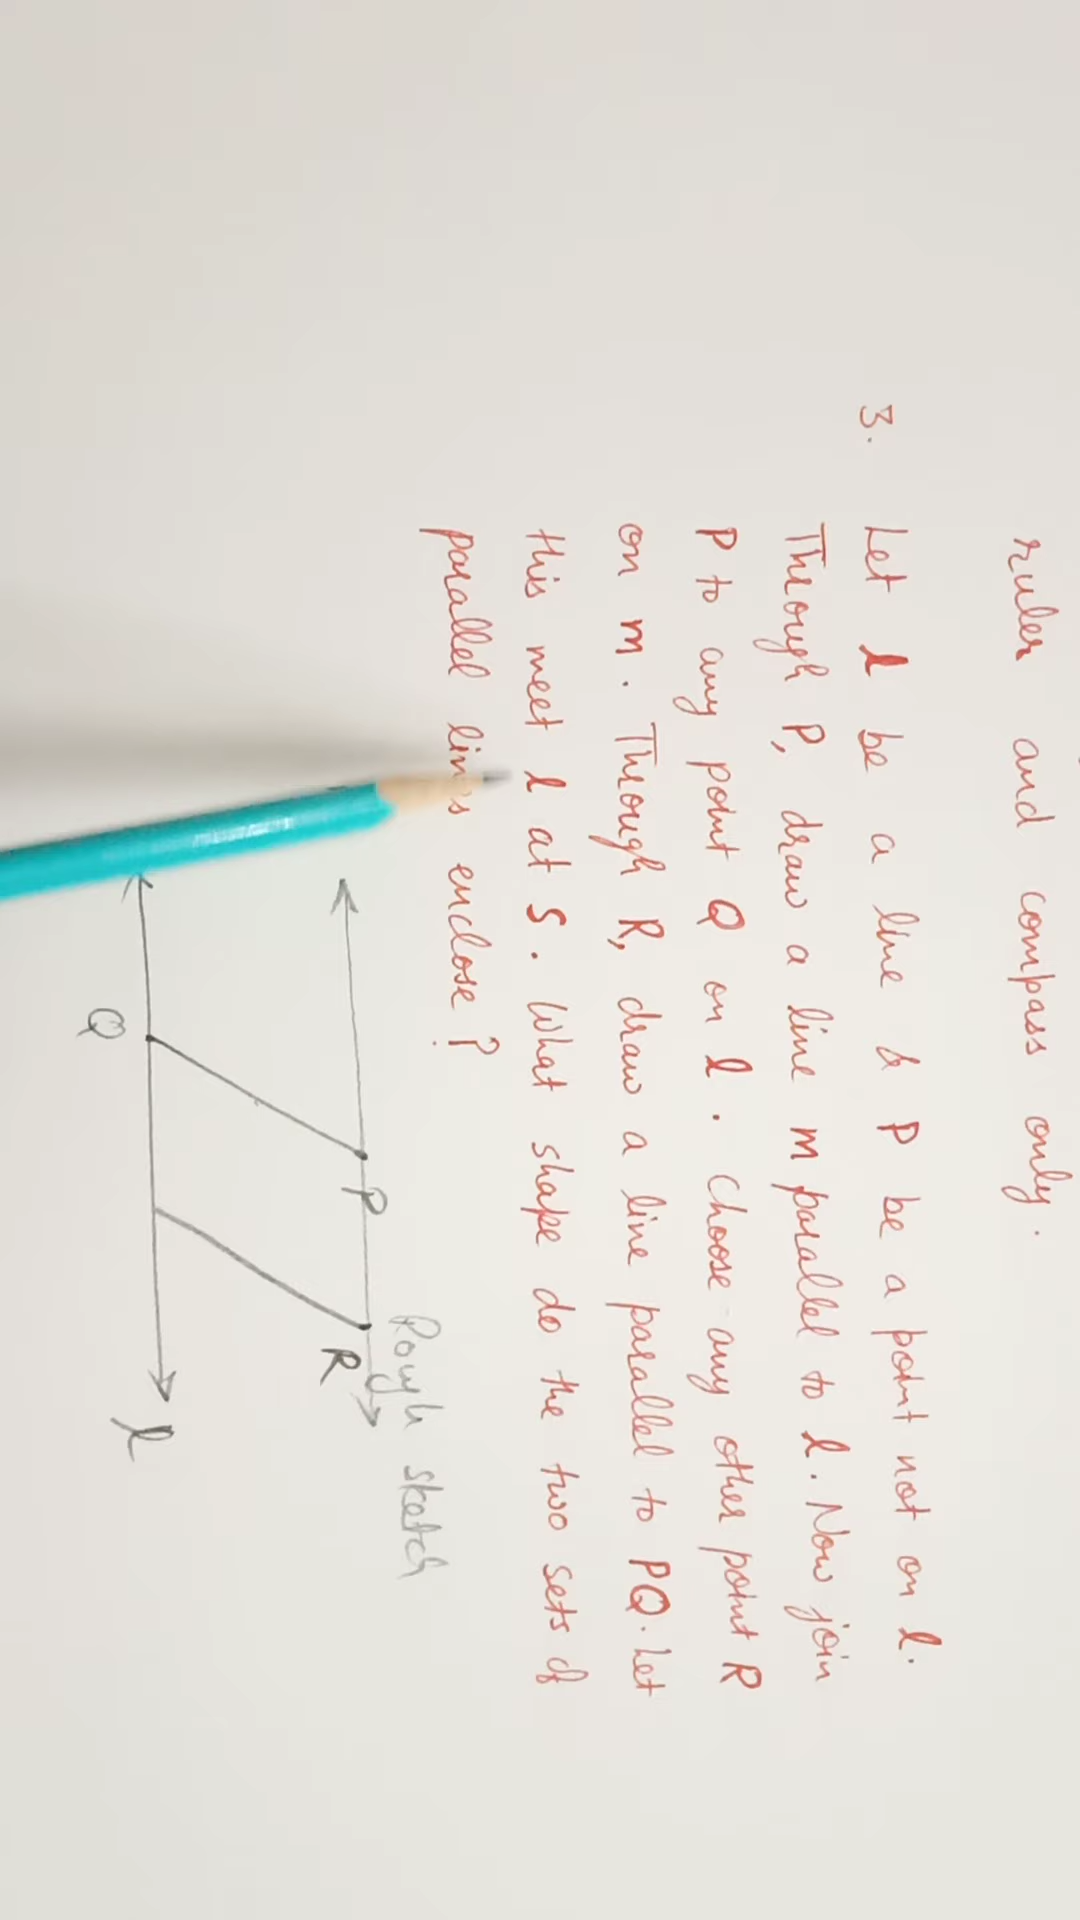 ruler and compass only.
3. Let l be a line & P be a point not on l.
Through P, draw a line m parallel to l. Now join
P to any point Q on l. Choose any other point R
on m. Through R, draw a line parallel to PQ. Let
this meet l at S. What shape do the two sets of
parallel lines enclose?
Rough sketch
P
R
Q
l